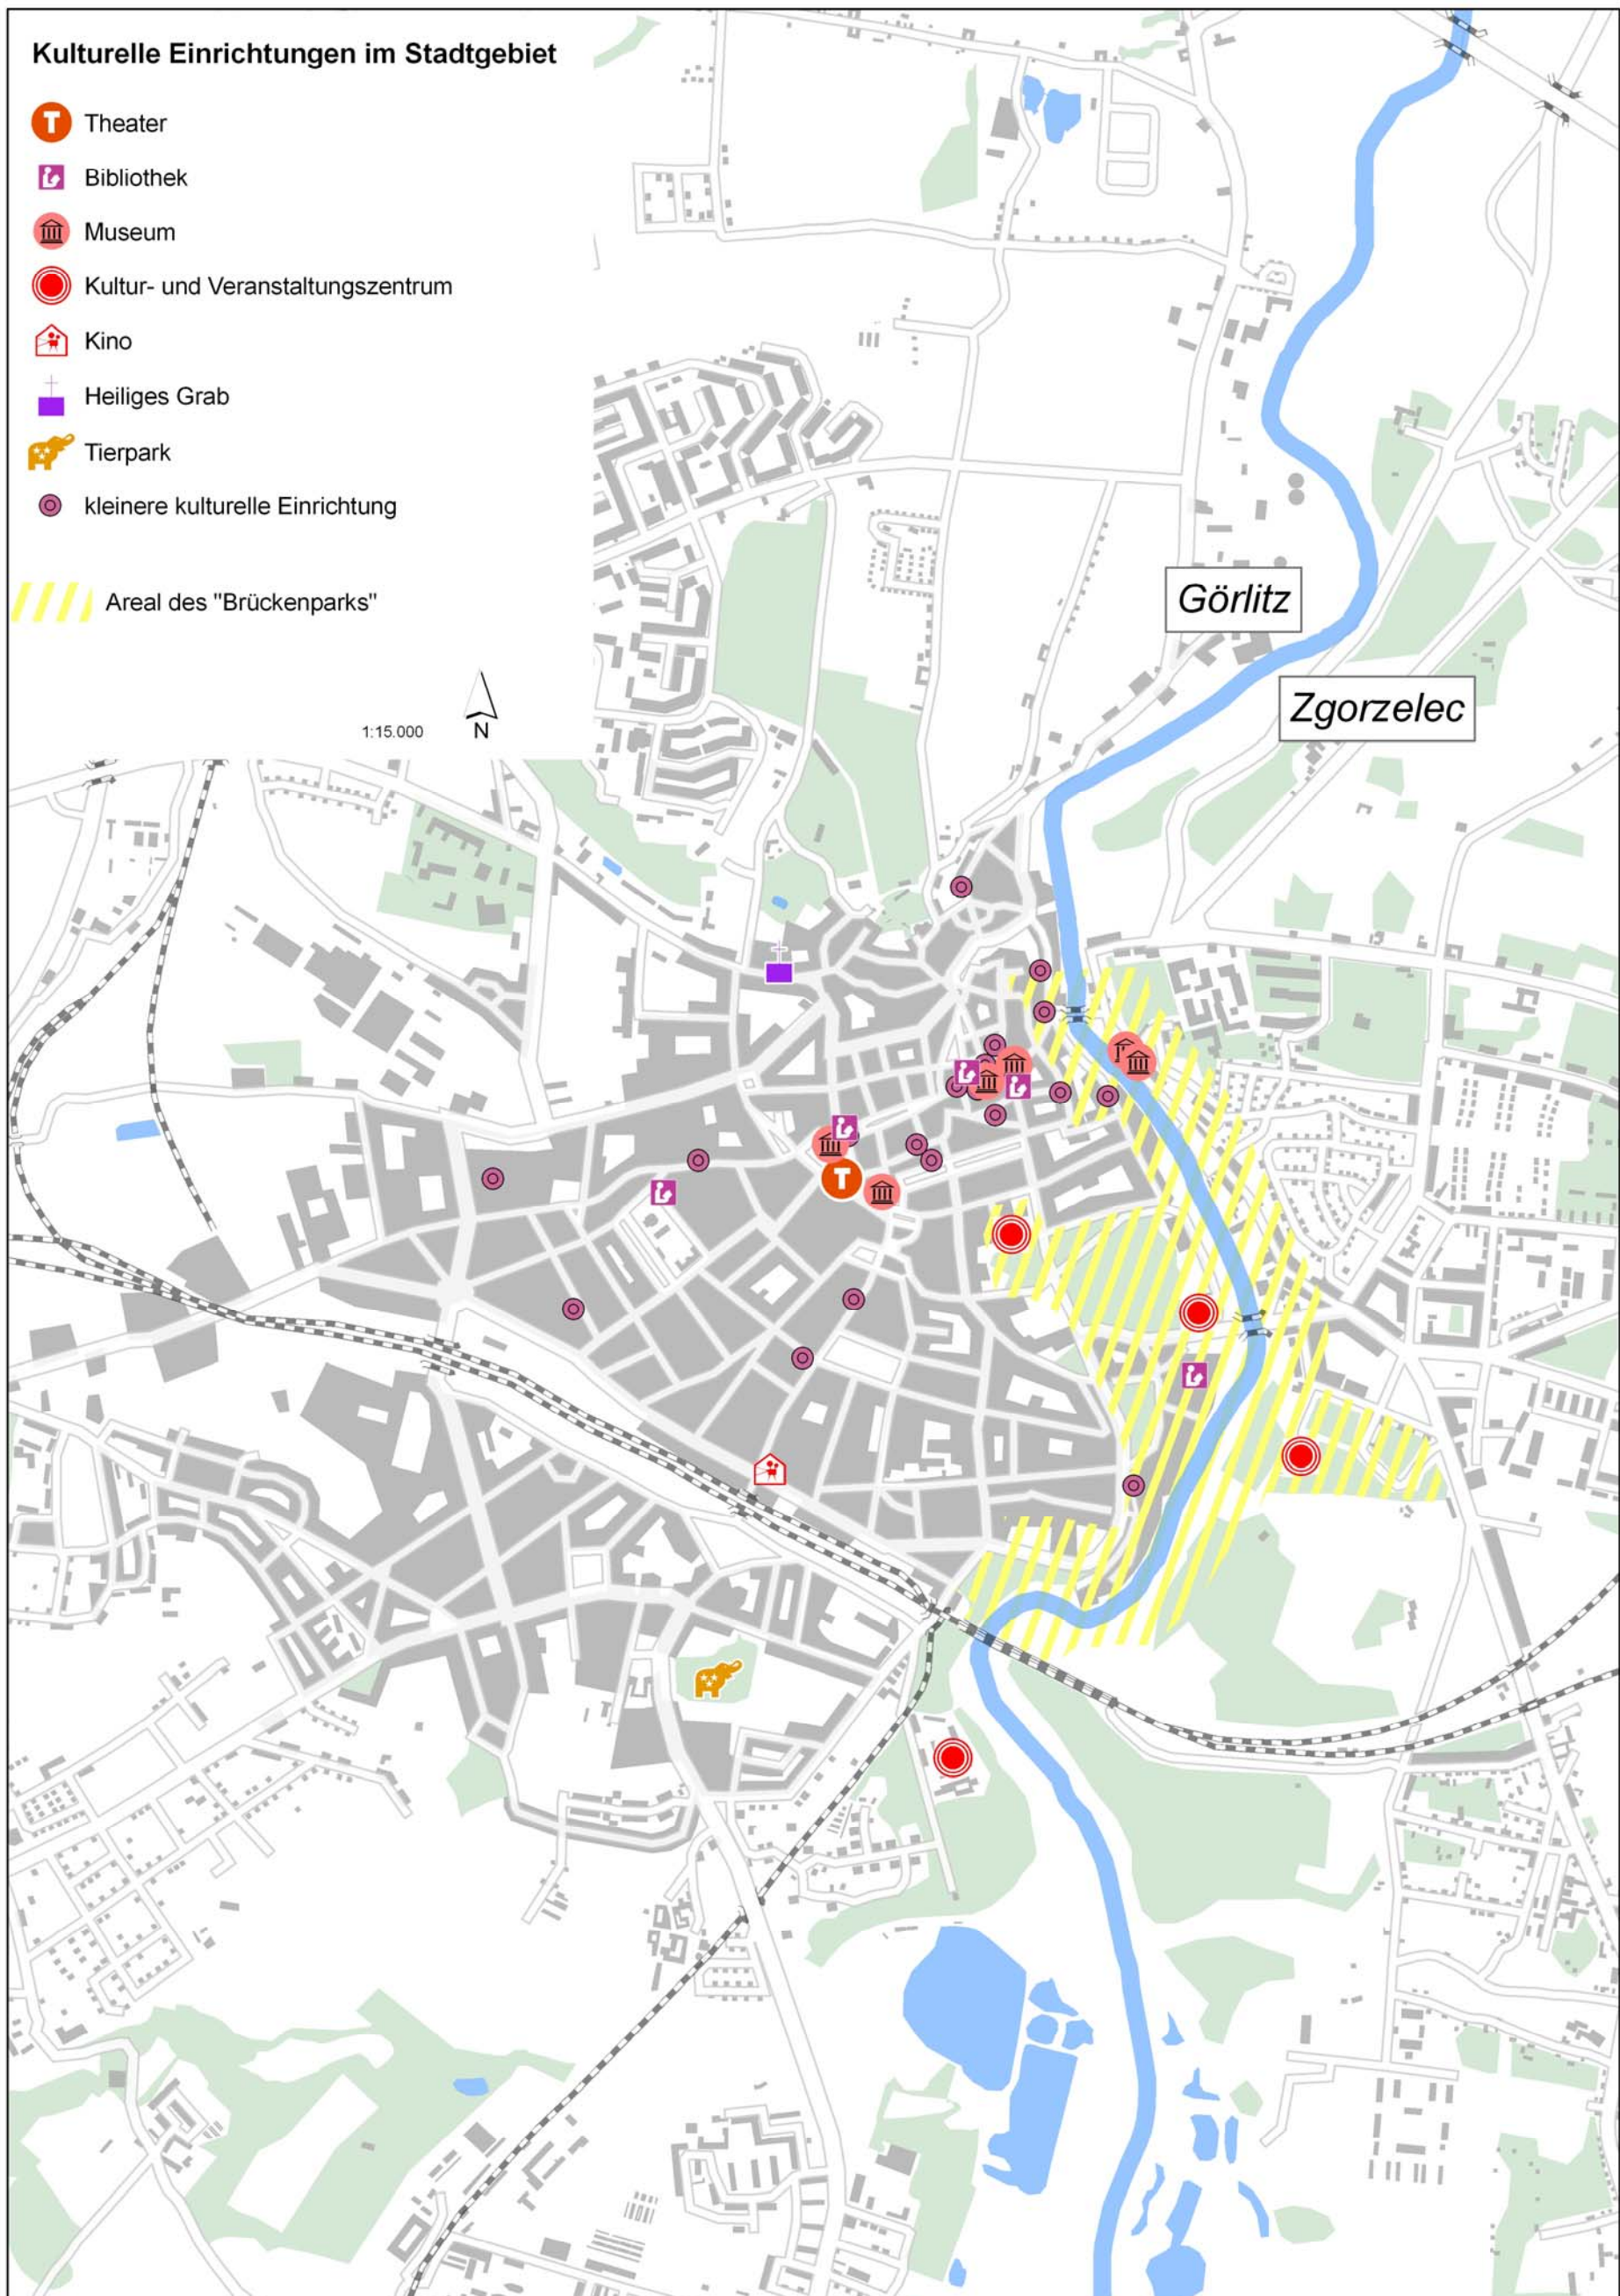 Kulturelle Einrichtungen im Stadtgebiet
T Theater
Bibliothek
Museum
Kultur- und Veranstaltungszentrum
Kino
Heiliges Grab
Tierpark
kleinere kulturelle Einrichtung
Areal des "Brückenparks"
1:15.000
N
Görlitz
Zgorzelec
T